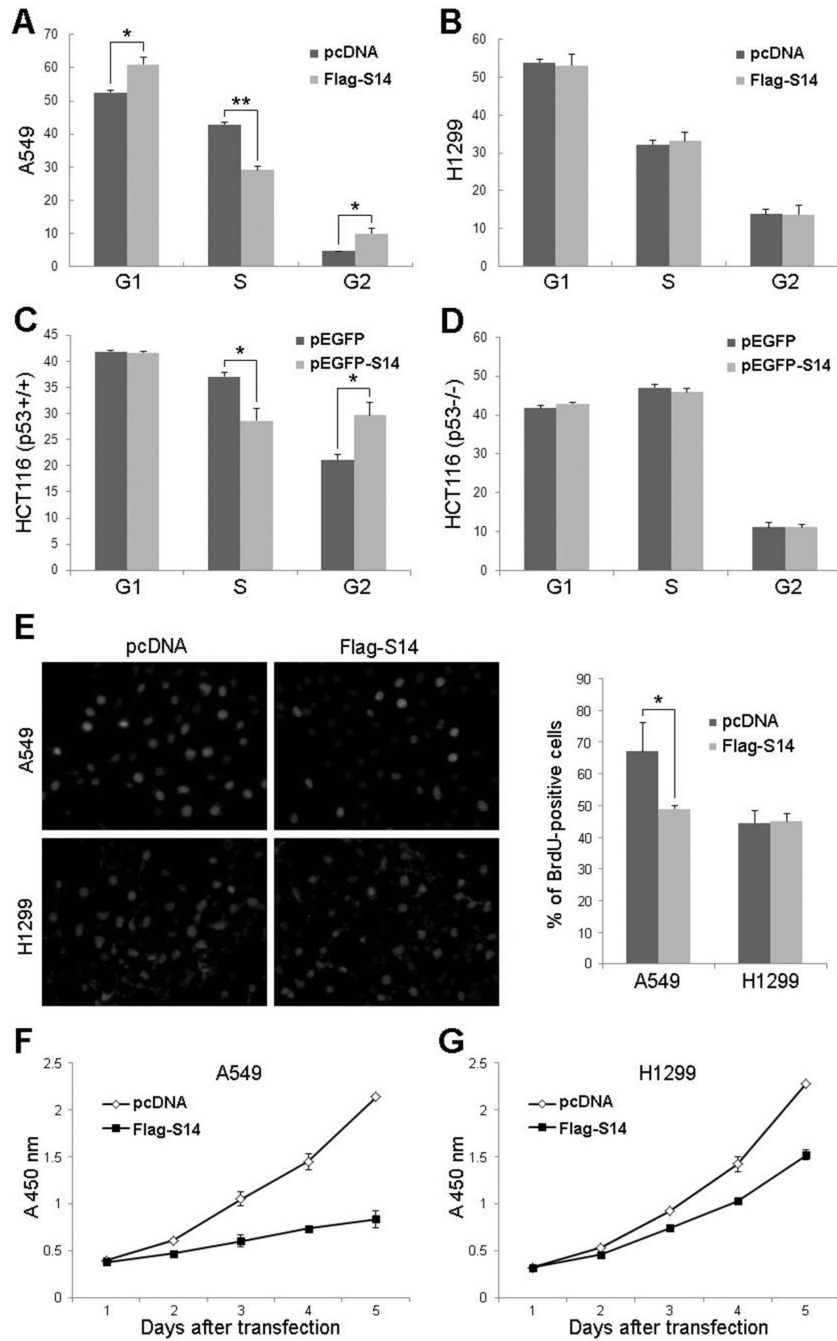 A
A549
70
60
50
40
30
20
10
0
G1
S
G2
*
**
*
pcDNA
Flag-S14
B
H1299
60
50
40
30
20
10
0
G1
S
G2
pcDNA
Flag-S14
C
HCT116 (p53+/+)
45
40
35
30
25
20
15
10
5
0
G1
S
G2
*
*
pEGFP
pEGFP-S14
D
HCT116 (p53-/-)
60
50
40
30
20
10
0
G1
S
G2
pEGFP
pEGFP-S14
E
pcDNA
Flag-S14
A549
H1299
% of BrdU-positive cells
90
80
70
60
50
40
30
20
10
0
A549
H1299
*
pcDNA
Flag-S14
F
A549
A 450 nm
2.5
2
1.5
1
0.5
0
1
2
3
4
5
Days after transfection
pcDNA
Flag-S14
G
H1299
A 450 nm
2.5
2
1.5
1
0.5
0
1
2
3
4
5
Days after transfection
pcDNA
Flag-S14